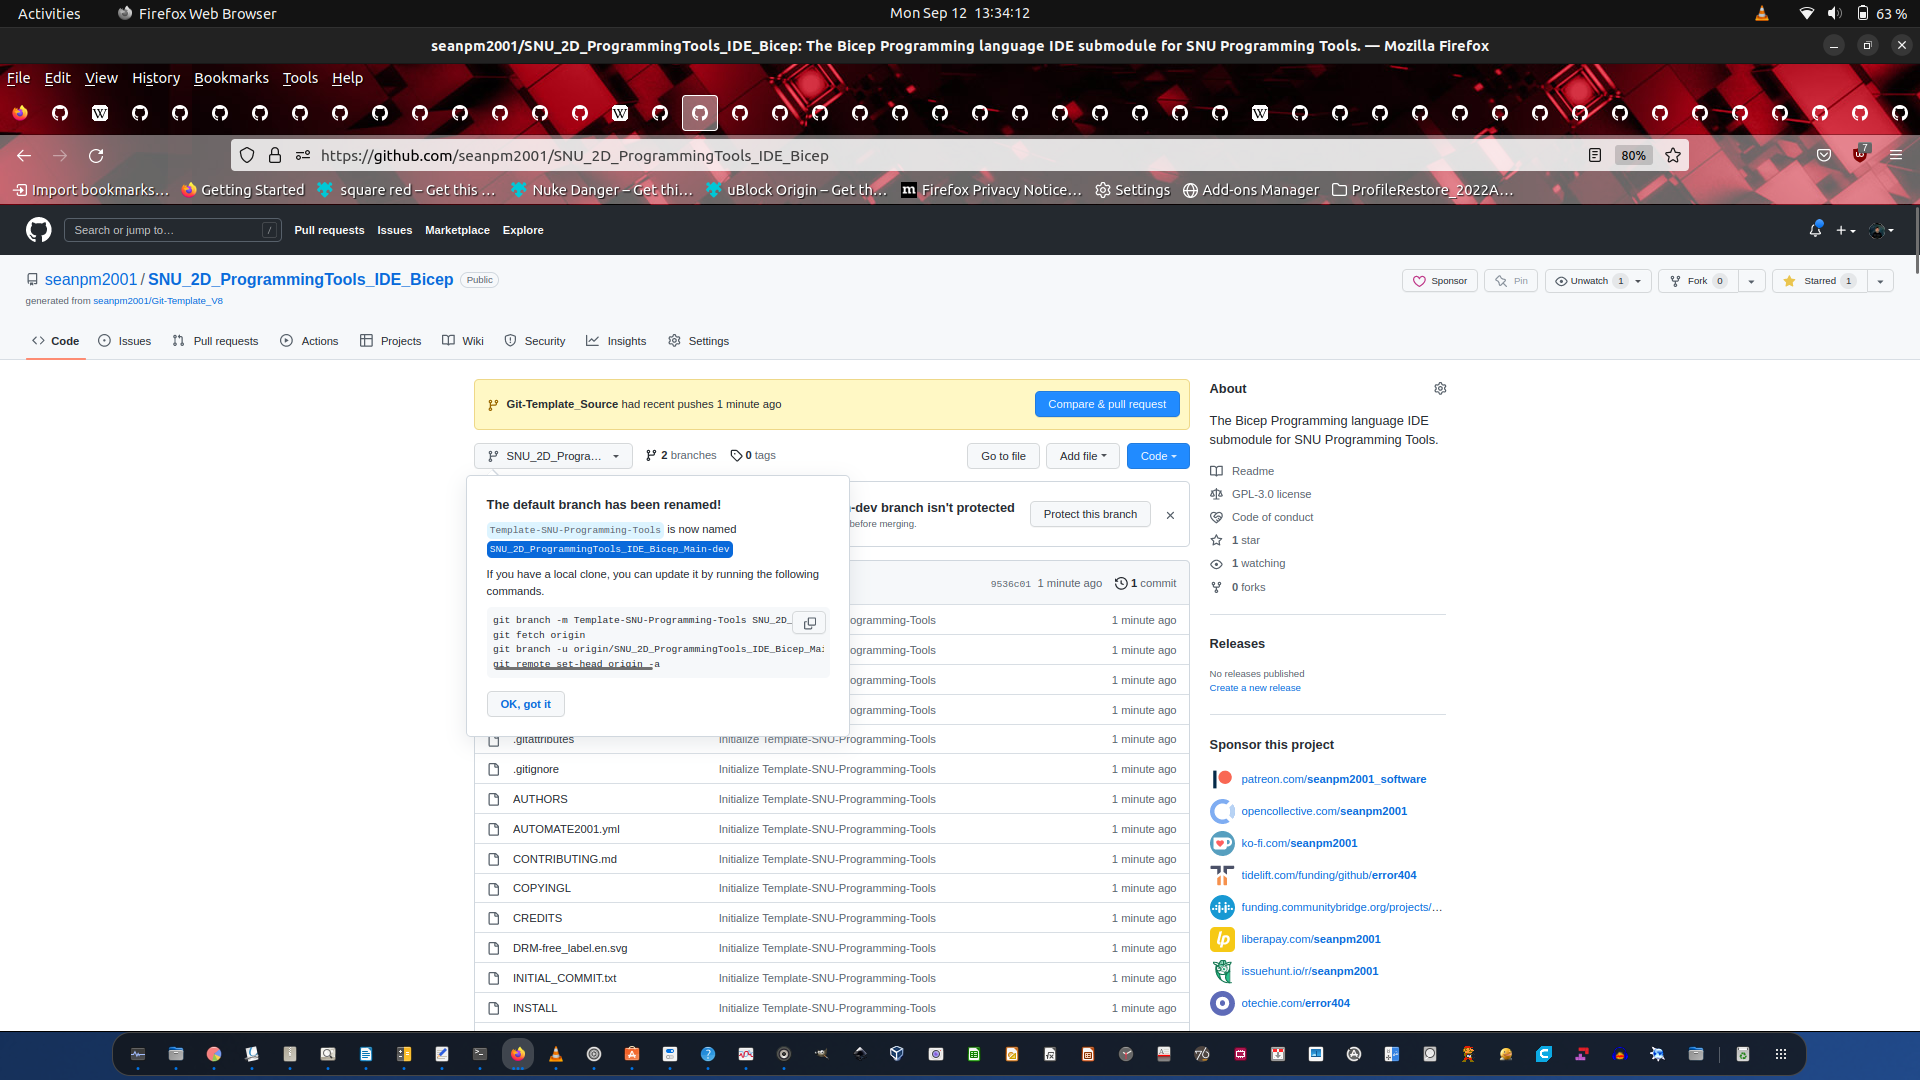 Activities
Firefox Web Browser
Mon Sep 12 13:34:12
63 %
seanpm2001/SNU_2D_ProgrammingTools_IDE_Bicep: The Bicep Programming language IDE submodule for SNU Programming Tools. — Mozilla Firefox
File Edit View History Bookmarks Tools Help
https://github.com/seanpm2001/SNU_2D_ProgrammingTools_IDE_Bicep
80%
7
Import bookmarks…
Getting Started
square red – Get this …
Nuke Danger – Get thi…
uBlock Origin – Get th…
Firefox Privacy Notice…
Settings
Add-ons Manager
ProfileRestore_2022A…
Search or jump to…
/
Pull requests Issues Marketplace Explore
seanpm2001 / SNU_2D_ProgrammingTools_IDE_Bicep
Public
generated from seanpm2001/Git-Template_V8
Sponsor
Pin
Unwatch 1
Fork 0
Starred 1
Code
Issues
Pull requests
Actions
Projects
Wiki
Security
Insights
Settings
Git-Template_Source had recent pushes 1 minute ago
Compare & pull request
SNU_2D_Progra…
2 branches
0 tags
Go to file
Add file
Code
The default branch has been renamed!
Template-SNU-Programming-Tools is now named
SNU_2D_ProgrammingTools_IDE_Bicep_Main-dev
If you have a local clone, you can update it by running the following
commands.
git branch -m Template-SNU-Programming-Tools SNU_2D_
git fetch origin
git branch -u origin/SNU_2D_ProgrammingTools_IDE_Bicep_Mai
git remote set-head origin -a
OK, got it
-dev branch isn't protected
before merging.
Protect this branch
9536c01 1 minute ago
1 commit
ogramming-Tools 1 minute ago
ogramming-Tools 1 minute ago
ogramming-Tools 1 minute ago
ogramming-Tools 1 minute ago
.gitattributes Initialize Template-SNU-Programming-Tools 1 minute ago
.gitignore Initialize Template-SNU-Programming-Tools 1 minute ago
AUTHORS Initialize Template-SNU-Programming-Tools 1 minute ago
AUTOMATE2001.yml Initialize Template-SNU-Programming-Tools 1 minute ago
CONTRIBUTING.md Initialize Template-SNU-Programming-Tools 1 minute ago
COPYINGL Initialize Template-SNU-Programming-Tools 1 minute ago
CREDITS Initialize Template-SNU-Programming-Tools 1 minute ago
DRM-free_label.en.svg Initialize Template-SNU-Programming-Tools 1 minute ago
INITIAL_COMMIT.txt Initialize Template-SNU-Programming-Tools 1 minute ago
INSTALL Initialize Template-SNU-Programming-Tools 1 minute ago
About
The Bicep Programming language IDE
submodule for SNU Programming Tools.
Readme
GPL-3.0 license
Code of conduct
1 star
1 watching
0 forks
Releases
No releases published
Create a new release
Sponsor this project
patreon.com/seanpm2001_software
opencollective.com/seanpm2001
ko-fi.com/seanpm2001
tidelift.com/funding/github/error404
funding.communitybridge.org/projects/…
liberapay.com/seanpm2001
issuehunt.io/r/seanpm2001
otechie.com/error404